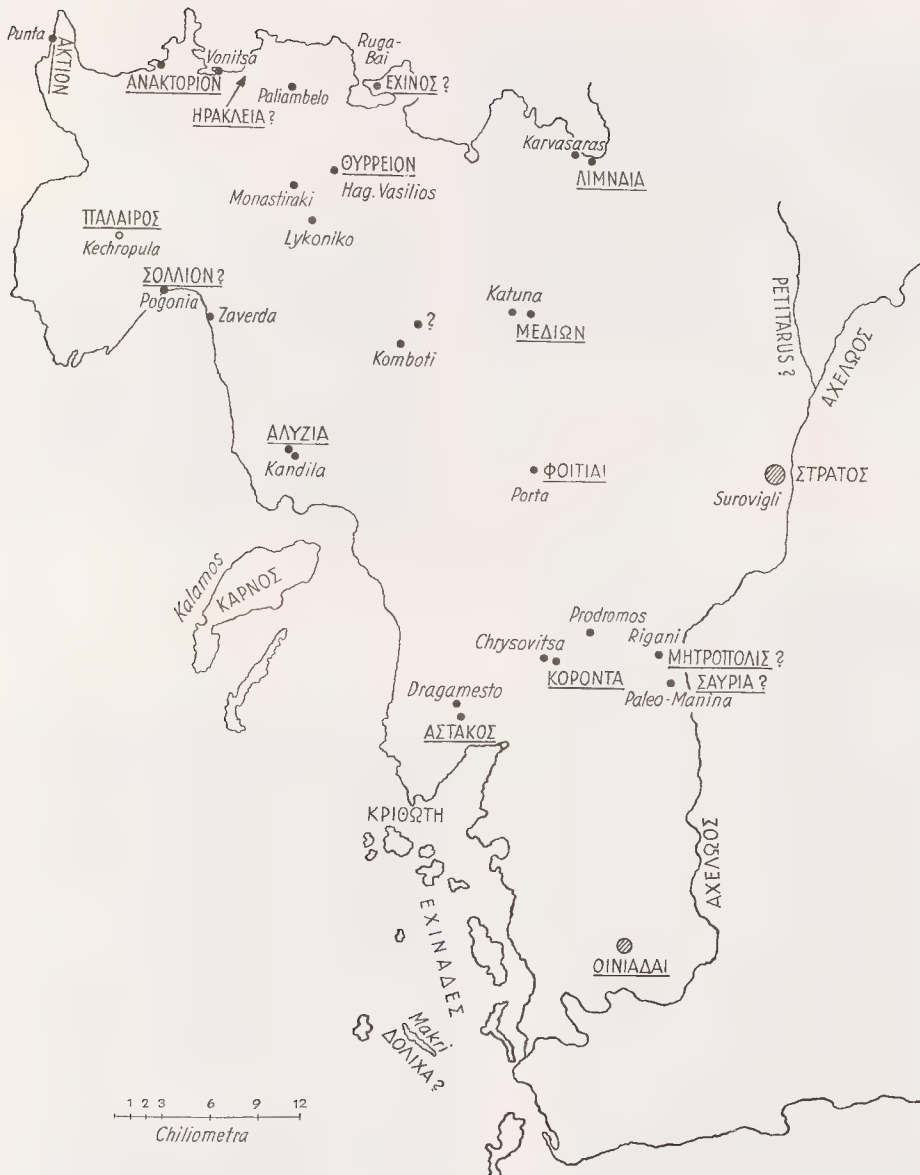 Punta
ΑΚΤΙΟΝ
ΑΝΑΚΤΟΡΙΟΝ
Vonitsa
ΗΡΑΚΛΕΙΑ ?
Paliambelo
Ruga-
Bai
ΕΧΙΝΟΣ ?
Karvasaras
ΛΙΜΝΑΙΑ
ΘΥΡΡΕΙΟΝ
Hag. Vasilios
Monastiraki
Lykoniko
ΠΑΛΑΙΡΟΣ
Kechropula
ΣΟΛΛΙΟΝ ?
Pogonia
Zaverda
?
Komboti
Katuna
ΜΕΔΙΩΝ
PETITARUS ?
ΑΧΕΛΩΟΣ
ΑΛΥΖΙΑ
Kandila
ΦΟΙΤΙΑΙ
Porta
ΣΤΡΑΤΟΣ
Surovigli
Kalamos
ΚΑΡΝΟΣ
Prodromos
Rigani
Chrysovitsa
ΜΗΤΡΟΠΟΛΙΣ ?
ΚΟΡΟΝΤΑ
ΣΑΥΡΙΑ ?
Paleo-Manina
Dragamesto
ΑΣΤΑΚΟΣ
ΚΡΙΘΩΤΗ
ΕΧΙΝΑΔΕΣ
ΑΧΕΛΩΟΣ
ΟΙΝΙΑΔΑΙ
Makri
ΔΟΛΙΧΑ ?
1 2 3 6 9 12
Chiliometra